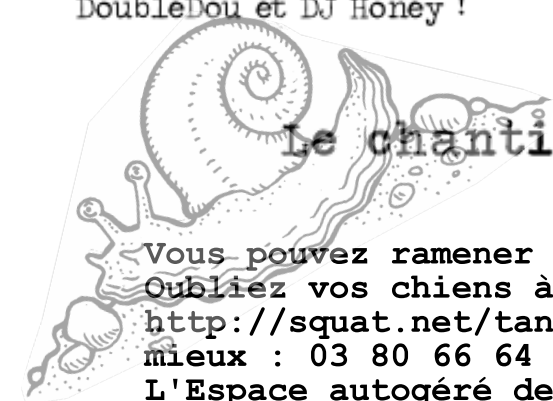 DoubleDou et DJ Honey !
Le chanti
Vous pouvez ramener
Oubliez vos chiens à
http://squat.net/tan
mieux : 03 80 66 64
L'Espace autogéré de